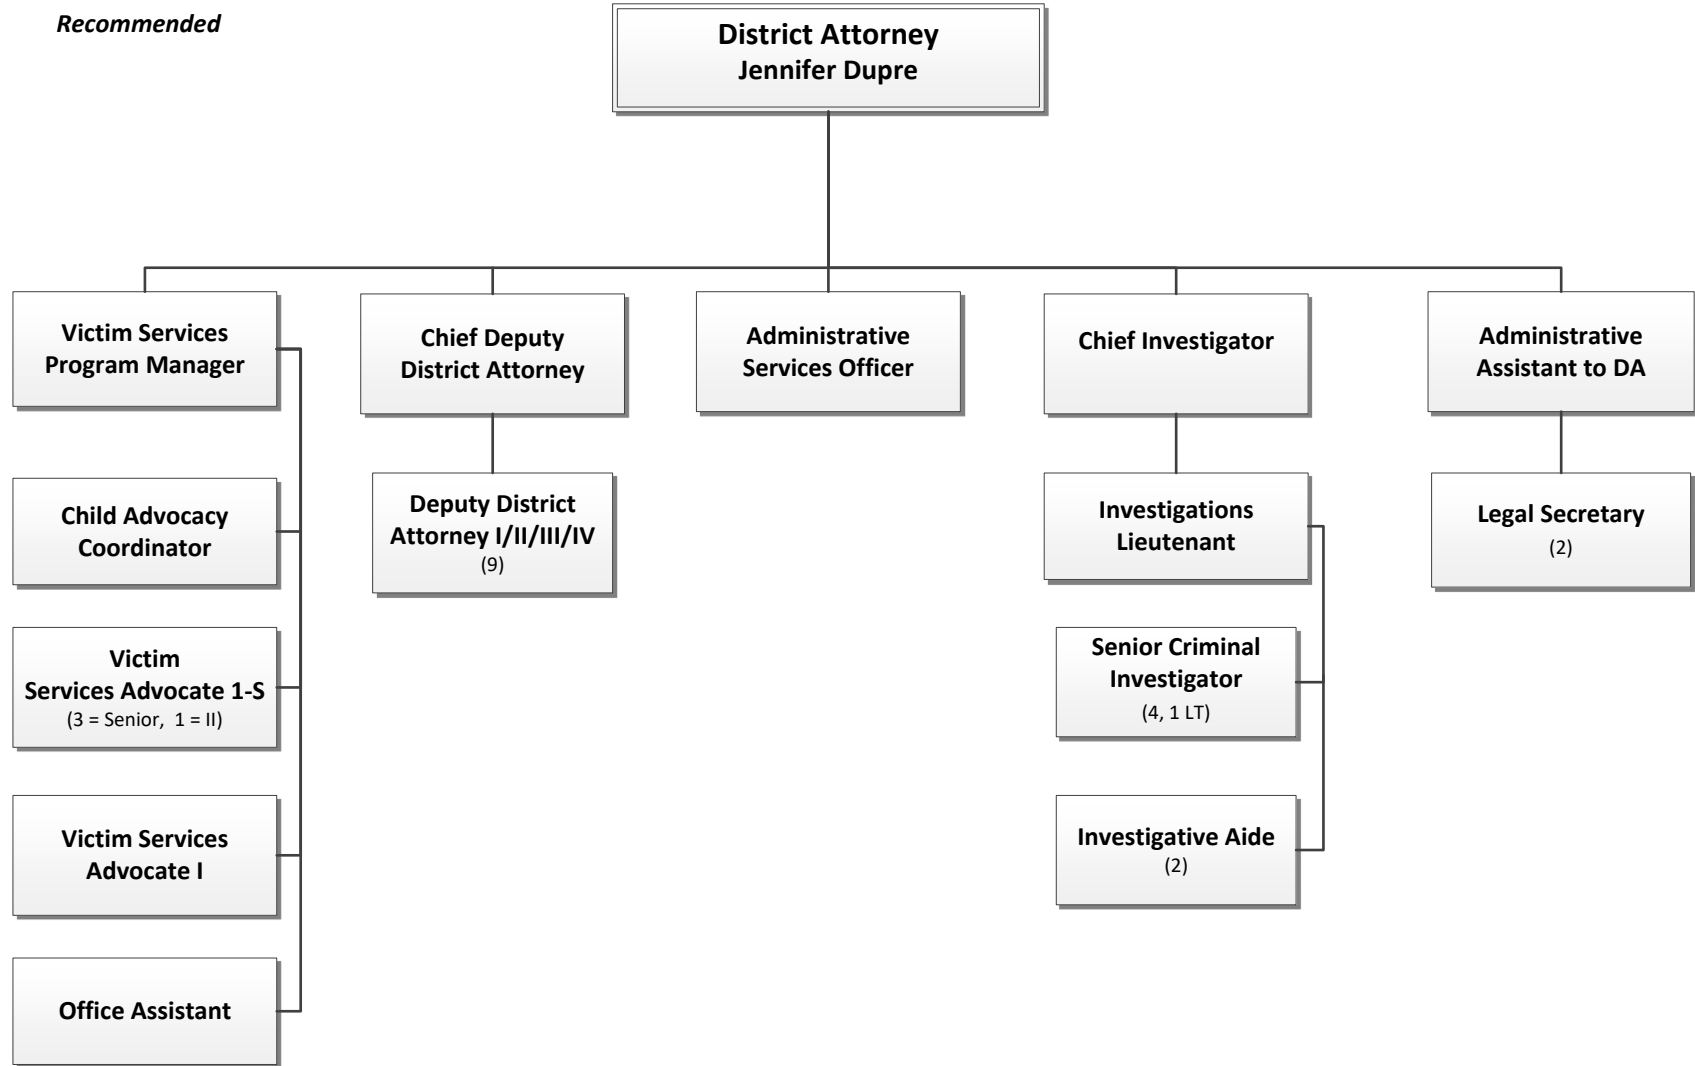 Recommended
District Attorney
Jennifer Dupre
Victim Services
Program Manager
Chief Deputy
District Attorney
Administrative
Services Officer
Chief Investigator
Administrative
Assistant to DA
Child Advocacy
Coordinator
Deputy District
Attorney I/II/III/IV
(9)
Investigations
Lieutenant
Legal Secretary
(2)
Victim
Services Advocate 1-S
(3 = Senior, 1 = II)
Senior Criminal
Investigator
(4, 1 LT)
Victim Services
Advocate I
Investigative Aide
(2)
Office Assistant